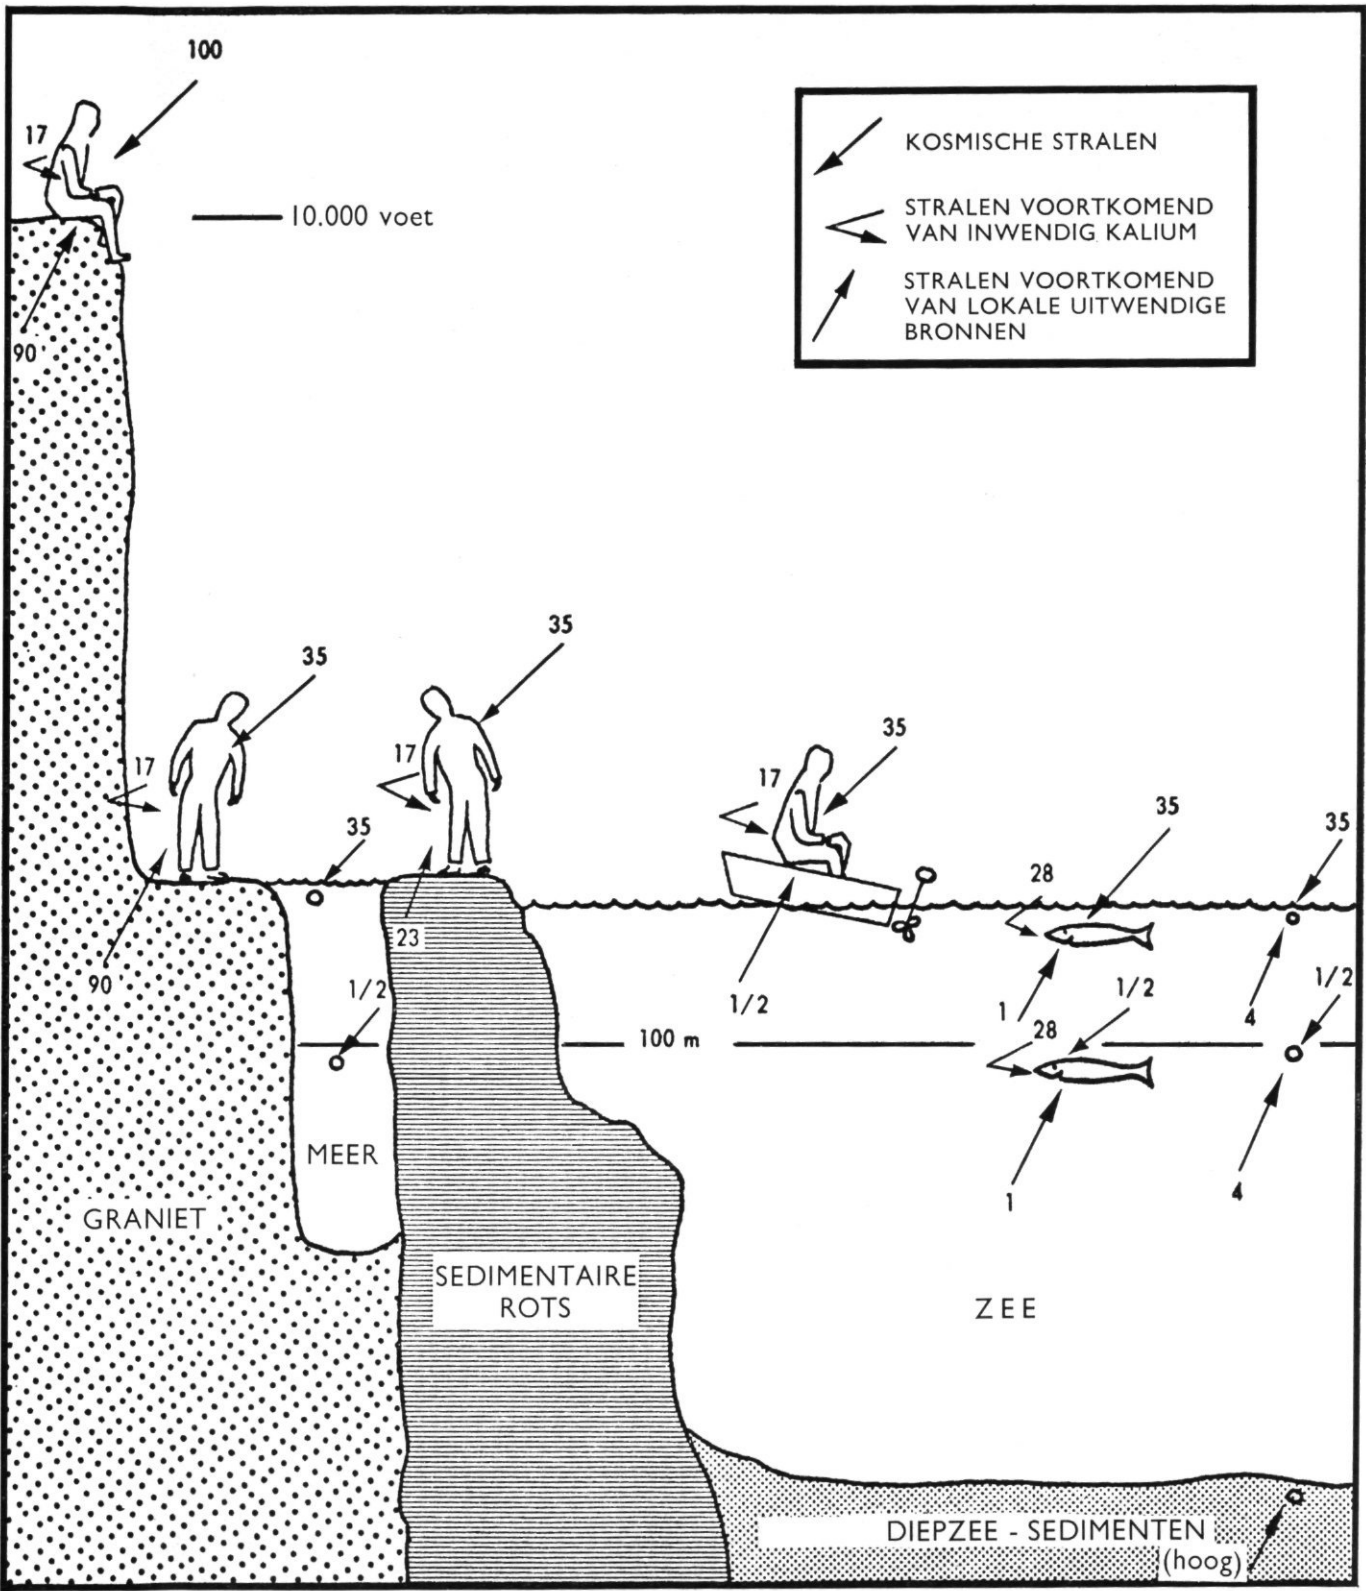 100
17
KOSMISCHE STRALEN
10.000 voet
STRALEN VOORTKOMEND
VAN INWENDIG KALIUM
STRALEN VOORTKOMEND
VAN LOKALE UITWENDIGE
BRONNEN
90
35
35
17
17
17
35
35
35
35
28
23
90
1/2
1/2
1
1/2
4
1/2
100 m
28
MEER
1
4
GRANIET
SEDIMENTAIRE
ROTS
ZEE
DIEPZEE - SEDIMENTEN
(hoog)